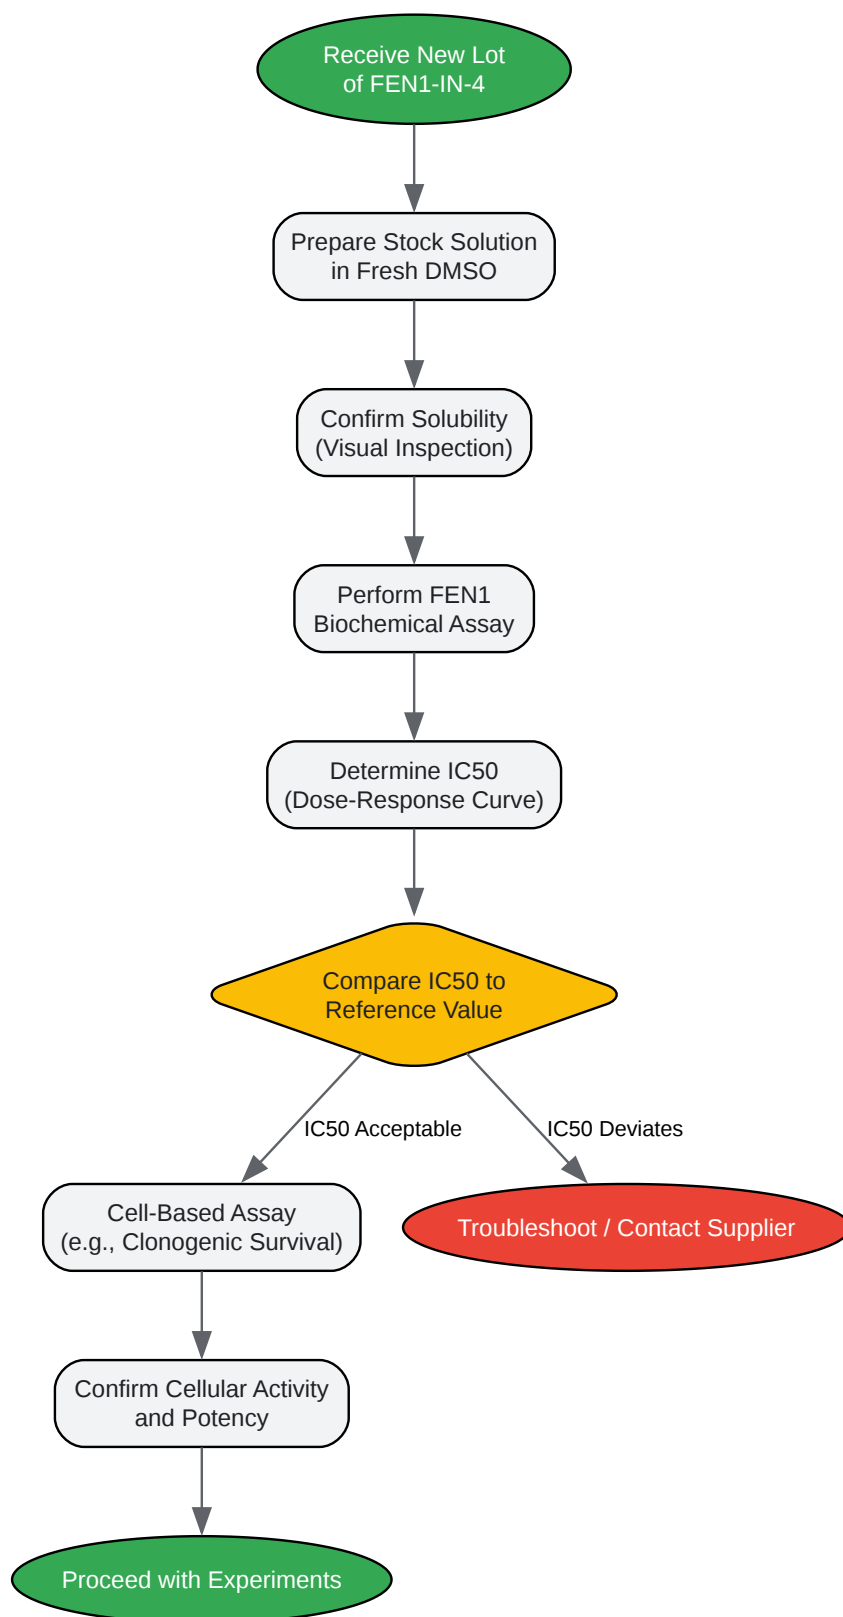 Receive New Lot
of FEN1-IN-4
Prepare Stock Solution
in Fresh DMSO
Confirm Solubility
(Visual Inspection)
Perform FEN1
Biochemical Assay
Determine IC50
(Dose-Response Curve)
Compare IC50 to
Reference Value
IC50 Acceptable
IC50 Deviates
Cell-Based Assay
(e.g., Clonogenic Survival)
Troubleshoot / Contact Supplier
Confirm Cellular Activity
and Potency
Proceed with Experiments